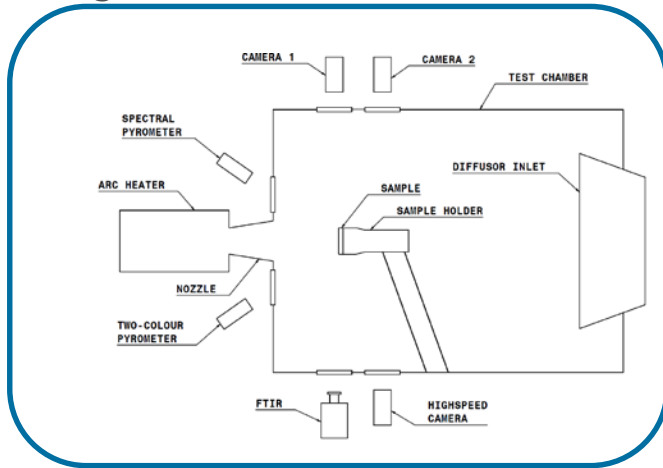 CAMERA 1
CAMERA 2
TEST CHAMBER
SPECTRAL
PYROMETER
DIFFUSOR INLET
ARC HEATER
SAMPLE
SAMPLE HOLDER
NOZZLE
TWO-COLOUR
PYROMETER
FTIR
HIGHSPEED
CAMERA